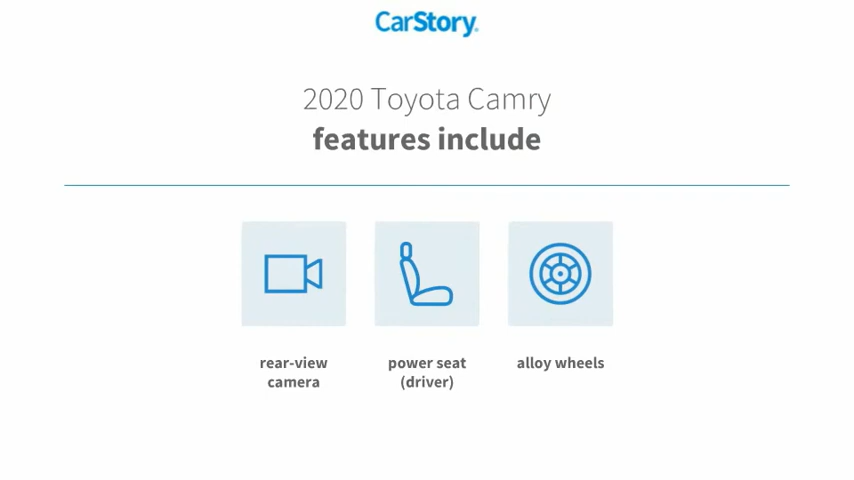 CarStory
2020 Toyota Camry
features include
rear-view
camera
power seat
(driver)
alloy wheels